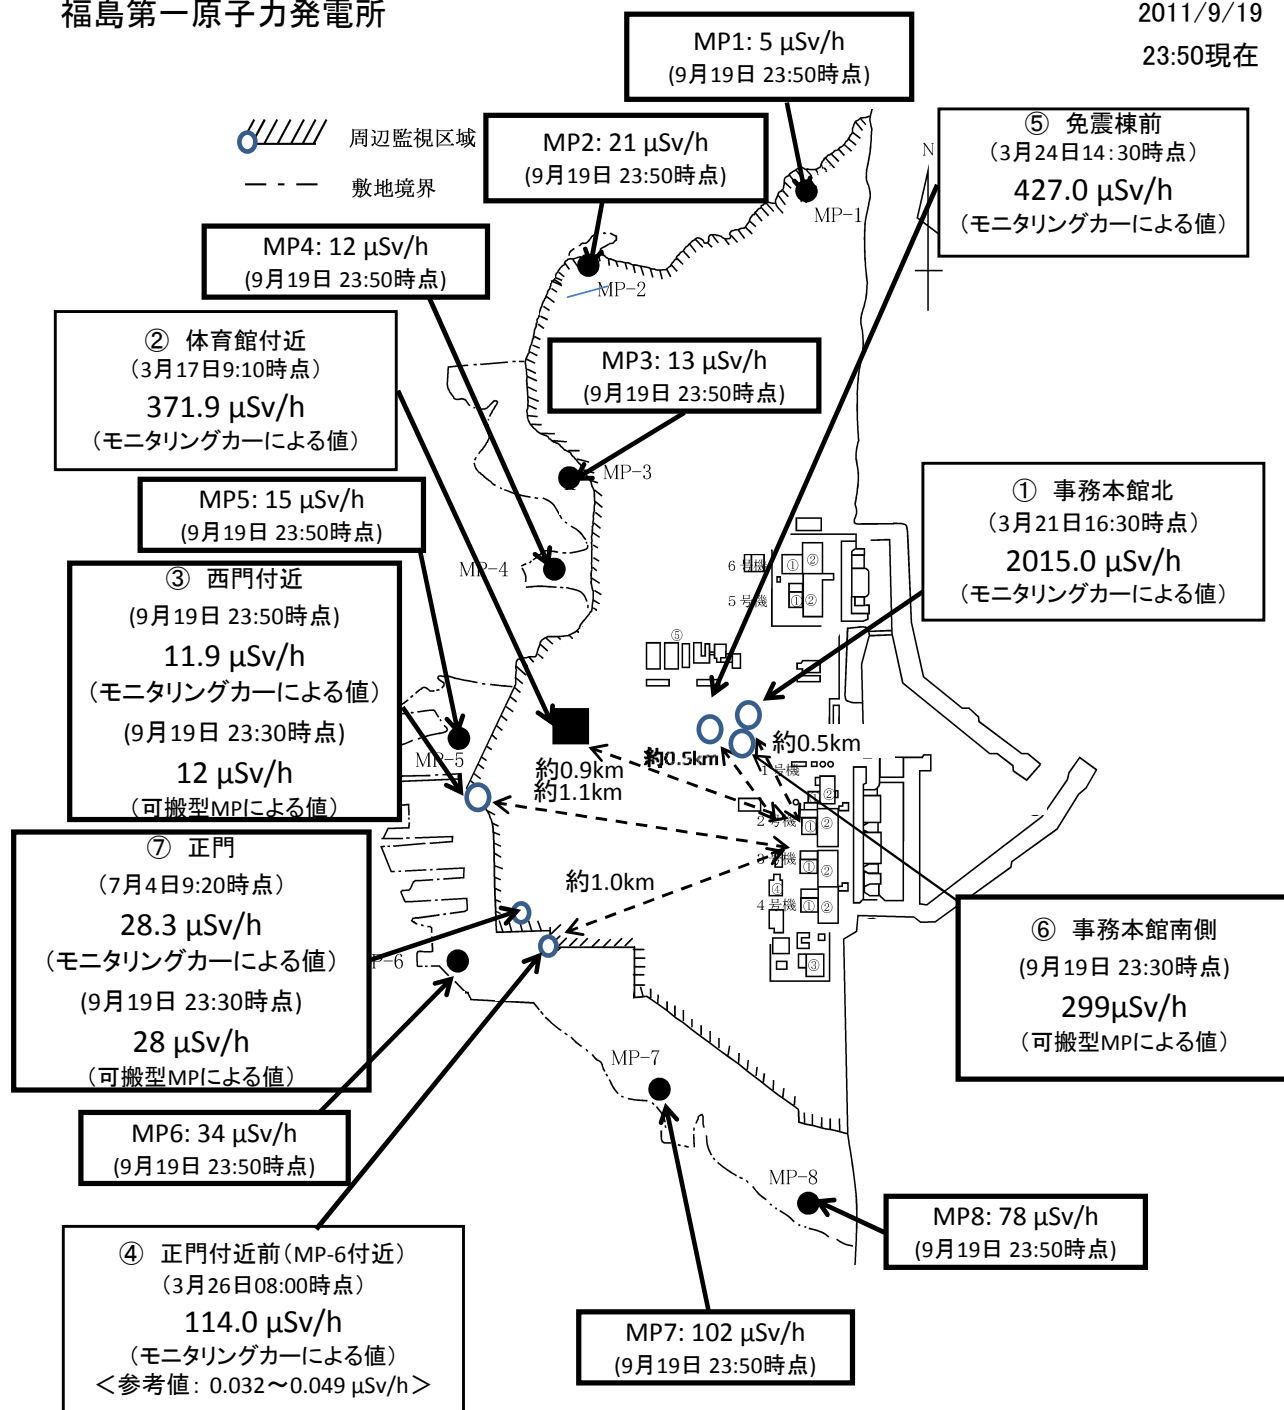 福島第一原子力発電所
2011/9/19
23:50現在
周辺監視区域
敷地境界
MP1: 5 μSv/h
(9月19日 23:50時点)
MP2: 21 μSv/h
(9月19日 23:50時点)
⑤ 免震棟前
(3月24日14:30時点)
427.0 μSv/h
(モニタリングカーによる値)
N
MP-1
MP4: 12 μSv/h
(9月19日 23:50時点)
MP-2
② 体育館付近
(3月17日9:10時点)
371.9 μSv/h
(モニタリングカーによる値)
MP3: 13 μSv/h
(9月19日 23:50時点)
MP-3
MP5: 15 μSv/h
(9月19日 23:50時点)
① 事務本館北
(3月21日16:30時点)
2015.0 μSv/h
(モニタリングカーによる値)
MP-4
6号機
①
②
5号機
①
②
⑤
③ 西門付近
(9月19日 23:50時点)
11.9 μSv/h
(モニタリングカーによる値)
(9月19日 23:30時点)
12 μSv/h
(可搬型MPによる値)
MP-5
約0.9km
約1.1km
約0.5km
約0.5km
1号機
①
②
2号機
①
②
3号機
①
②
④
4号機
①
②
③
約1.0km
⑦ 正門
(7月4日9:20時点)
28.3 μSv/h
(モニタリングカーによる値)
(9月19日 23:30時点)
28 μSv/h
(可搬型MPによる値)
P-6
⑥ 事務本館南側
(9月19日 23:30時点)
299μSv/h
(可搬型MPによる値)
MP-7
MP6: 34 μSv/h
(9月19日 23:50時点)
MP-8
MP8: 78 μSv/h
(9月19日 23:50時点)
④ 正門付近前(MP-6付近)
(3月26日08:00時点)
114.0 μSv/h
(モニタリングカーによる値)
<参考値: 0.032~0.049 μSv/h>
MP7: 102 μSv/h
(9月19日 23:50時点)